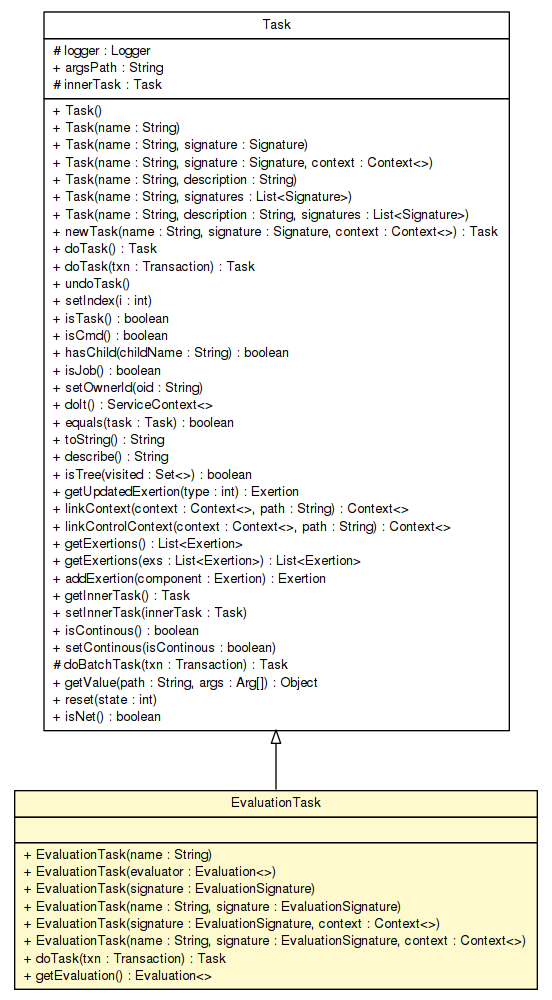 Task
# logger : Logger
+ argsPath : String
# innerTask : Task
+ Task()
+ Task(name : String)
+ Task(name : String, signature : Signature)
+ Task(name : String, signature : Signature, context : Context<>)
+ Task(name : String, description : String)
+ Task(name : String, signatures : List<Signature>)
+ Task(name : String, description : String, signatures : List<Signature>)
+ newTask(name : String, signature : Signature, context : Context<>) : Task
+ doTask() : Task
+ doTask(txn : Transaction) : Task
+ undoTask()
+ setIndex(i : int)
+ isTask() : boolean
+ isCmd() : boolean
+ hasChild(childName : String) : boolean
+ isJob() : boolean
+ setOwnerId(oid : String)
+ doIt() : ServiceContext<>
+ equals(task : Task) : boolean
+ toString() : String
+ describe() : String
+ isTree(visited : Set<>) : boolean
+ getUpdatedExertion(type : int) : Exertion
+ linkContext(context : Context<>, path : String) : Context<>
+ linkControlContext(context : Context<>, path : String) : Context<>
+ getExertions() : List<Exertion>
+ getExertions(exs : List<Exertion>) : List<Exertion>
+ addExertion(component : Exertion) : Exertion
+ getInnerTask() : Task
+ setInnerTask(innerTask : Task)
+ isContinous() : boolean
+ setContinous(isContinous : boolean)
# doBatchTask(txn : Transaction) : Task
+ getValue(path : String, args : Arg[]) : Object
+ reset(state : int)
+ isNet() : boolean
EvaluationTask
+ EvaluationTask(name : String)
+ EvaluationTask(evaluator : Evaluation<>)
+ EvaluationTask(signature : EvaluationSignature)
+ EvaluationTask(name : String, signature : EvaluationSignature)
+ EvaluationTask(signature : EvaluationSignature, context : Context<>)
+ EvaluationTask(name : String, signature : EvaluationSignature, context : Context<>)
+ doTask(txn : Transaction) : Task
+ getEvaluation() : Evaluation<>